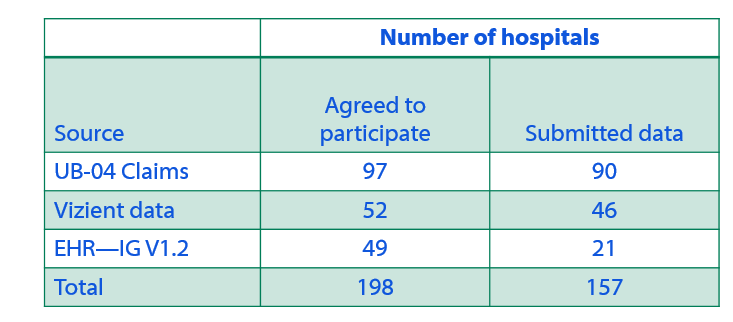 Number of hospitals
Source
Agreed to
participate
Submitted data
UB-04 Claims 97 90
Vizient data 52 46
EHR—IG V1.2 49 21
Total 198 157